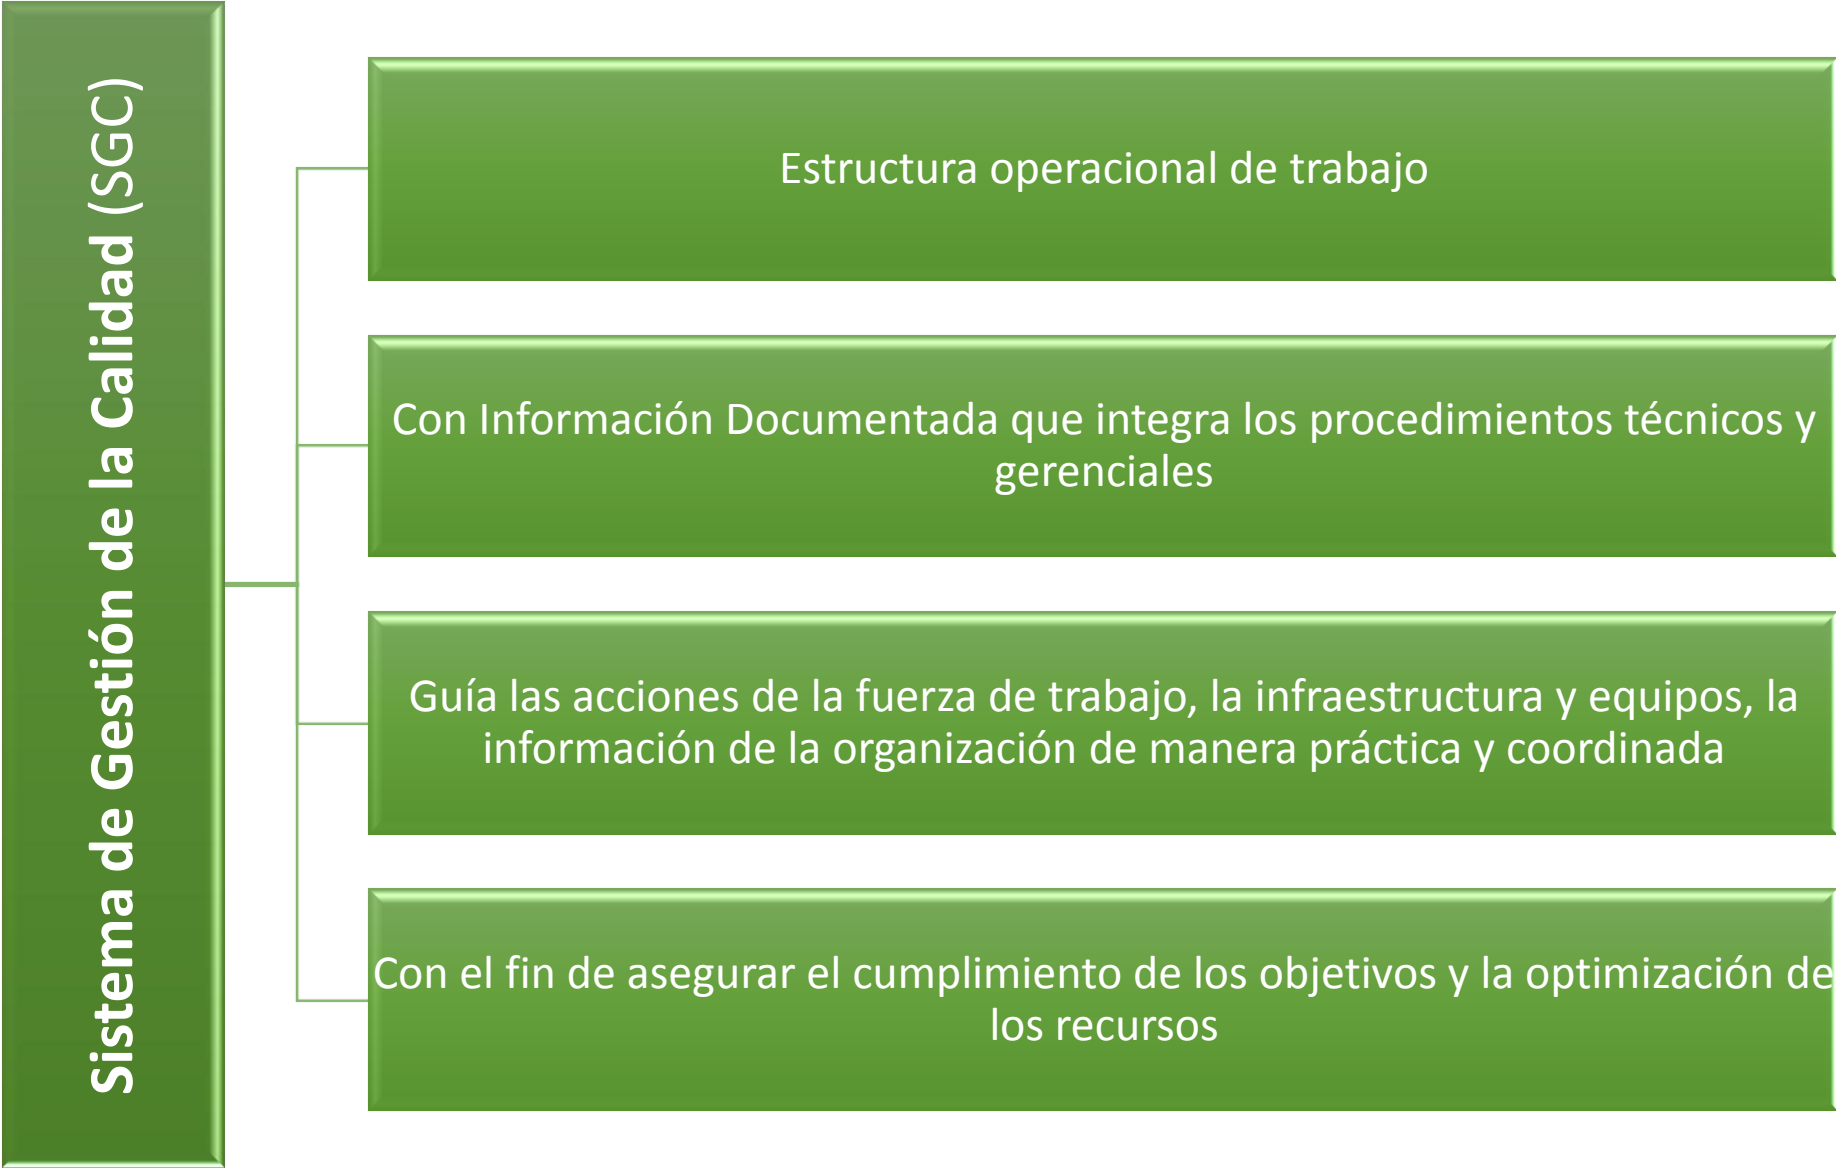 Sistema de Gestión de la Calidad (SGC)
Estructura operacional de trabajo
Con Información Documentada que integra los procedimientos técnicos y
gerenciales
Guía las acciones de la fuerza de trabajo, la infraestructura y equipos, la
información de la organización de manera práctica y coordinada
Con el fin de asegurar el cumplimiento de los objetivos y la optimización de
los recursos